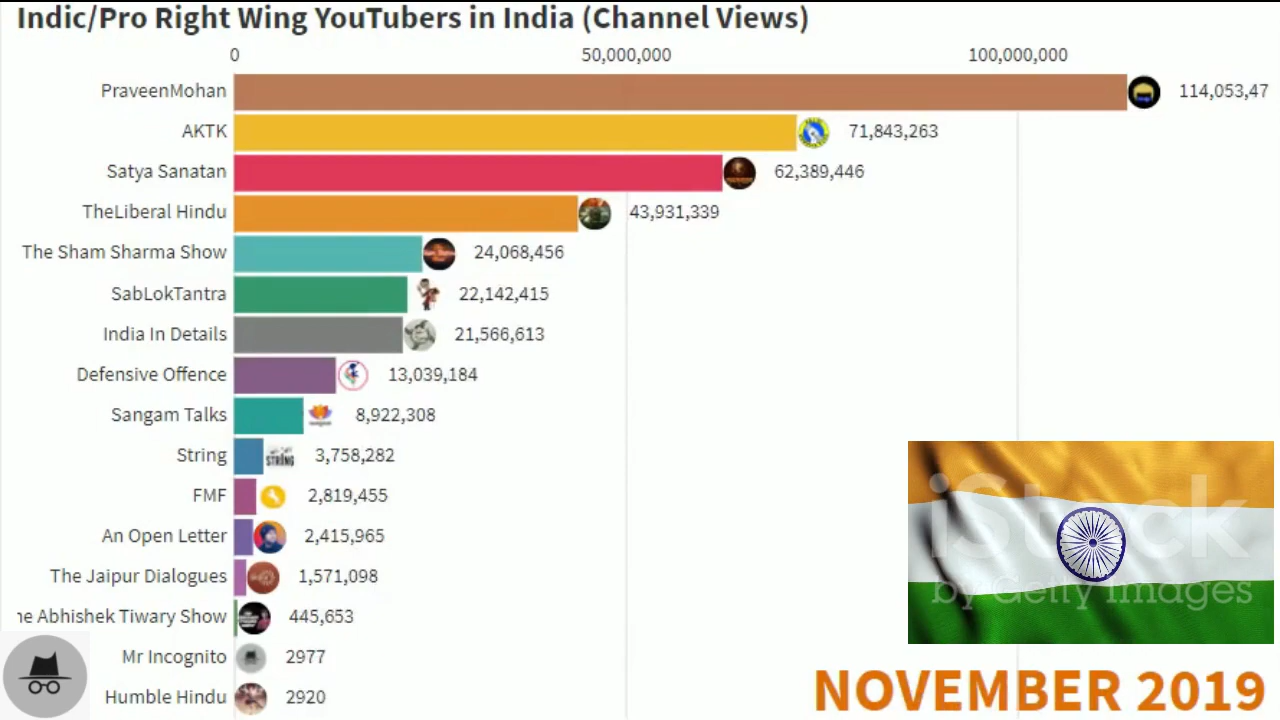 Indic/Pro Right Wing YouTubers in India (Channel Views)
0 50,000,000 100,000,000
PraveenMohan 114,053,47
AKTK 71,843,263
Satya Sanatan 62,389,446
TheLiberal Hindu 43,931,339
The Sham Sharma Show 24,068,456
SabLokTantra 22,142,415
India In Details 21,566,613
Defensive Offence 13,039,184
Sangam Talks 8,922,308
String STRING 3,758,282
FMF 2,819,455
An Open Letter 2,415,965
The Jaipur Dialogues 1,571,098
ne Abhishek Tiwary Show 445,653
Mr Incognito 2977
Humble Hindu 2920
iStock
by Getty Images
NOVEMBER 2019